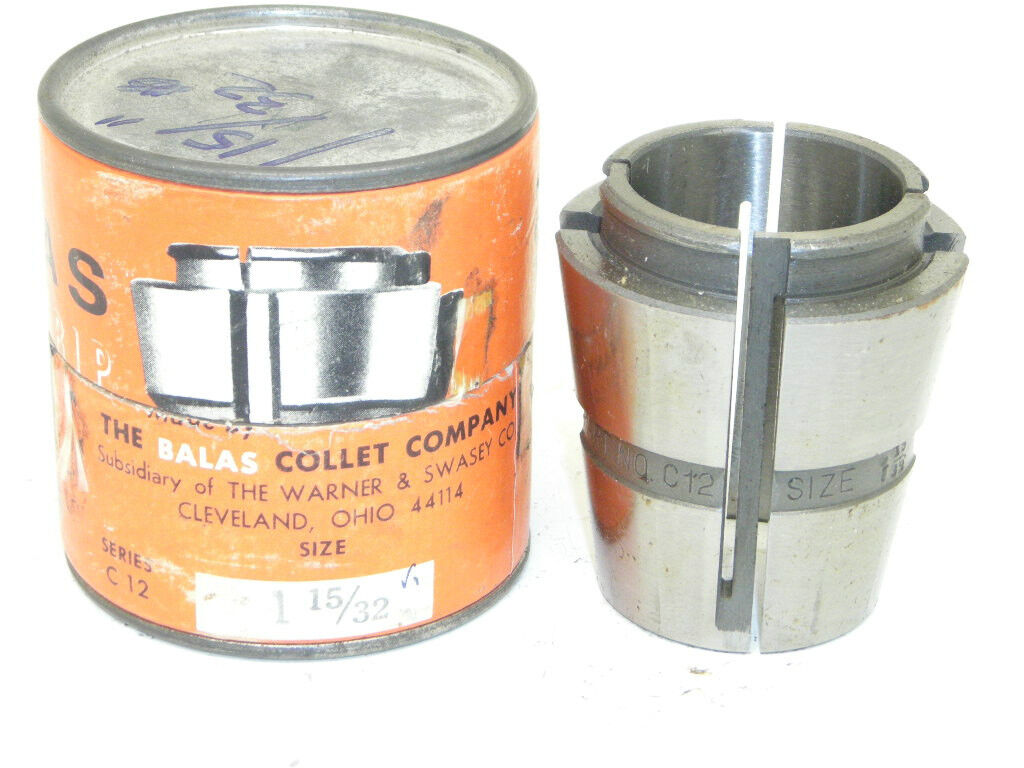 1 15/32"
AS
RIP
Made by
THE BALAS COLLET COMPANY
Subsidiary of THE WARNER & SWASEY CO
CLEVELAND, OHIO 44114
SIZE
SERIES
C 12
1 15/32
NO. C12 SIZE